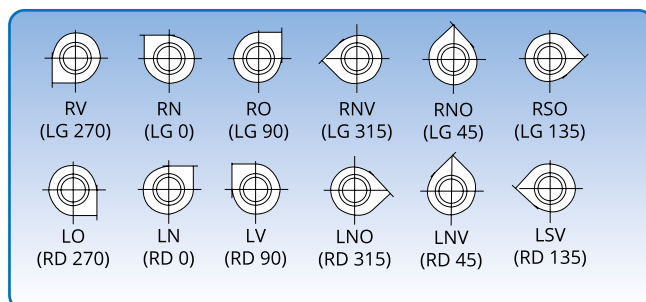 RV RN RO RNV RNO RSO
(LG 270) (LG 0) (LG 90) (LG 315) (LG 45) (LG 135)
LO LN LV LNO LNV LSV
(RD 270) (RD 0) (RD 90) (RD 315) (RD 45) (RD 135)